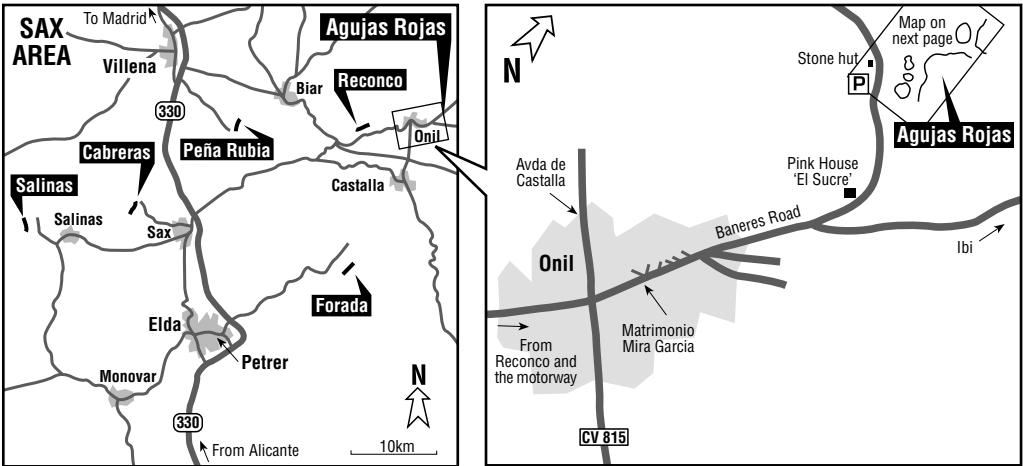 SAX
AREA
To Madrid
Villena
Agujas Rojas
Reconco
Biar
330
Onil
Peña Rubia
Cabreras
Castalla
Salinas
Salinas
Sax
Forada
Elda
Petrer
Monovar
N
330
From Alicante
10km
N
Map on
next page
Stone hut
P
Agujas Rojas
Avda de
Castalla
Pink House
'El Sucre'
Baneres Road
Ibi
Onil
Matrimonio
Mira Garcia
From
Reconco and
the motorway
CV 815